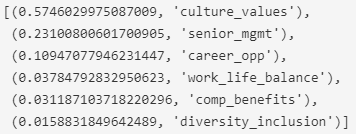 [(0.5746029975087009, 'culture_values'),
(0.23100800601700905, 'senior_mgmt'),
(0.10947077946231447, 'career_opp'),
(0.03784792832950623, 'work_life_balance'),
(0.031187103718220296, 'comp_benefits'),
(0.0158831849642489, 'diversity_inclusion')]